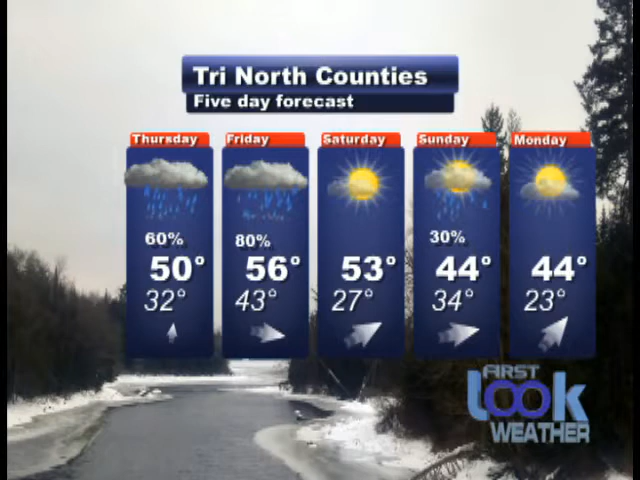 Tri North Counties
Five day forecast
Thursday Friday Saturday Sunday Monday
60% 80% 30%
50° 56° 53° 44° 44°
32° 43° 27° 34° 23°
FIRST
LOOK
WEATHER